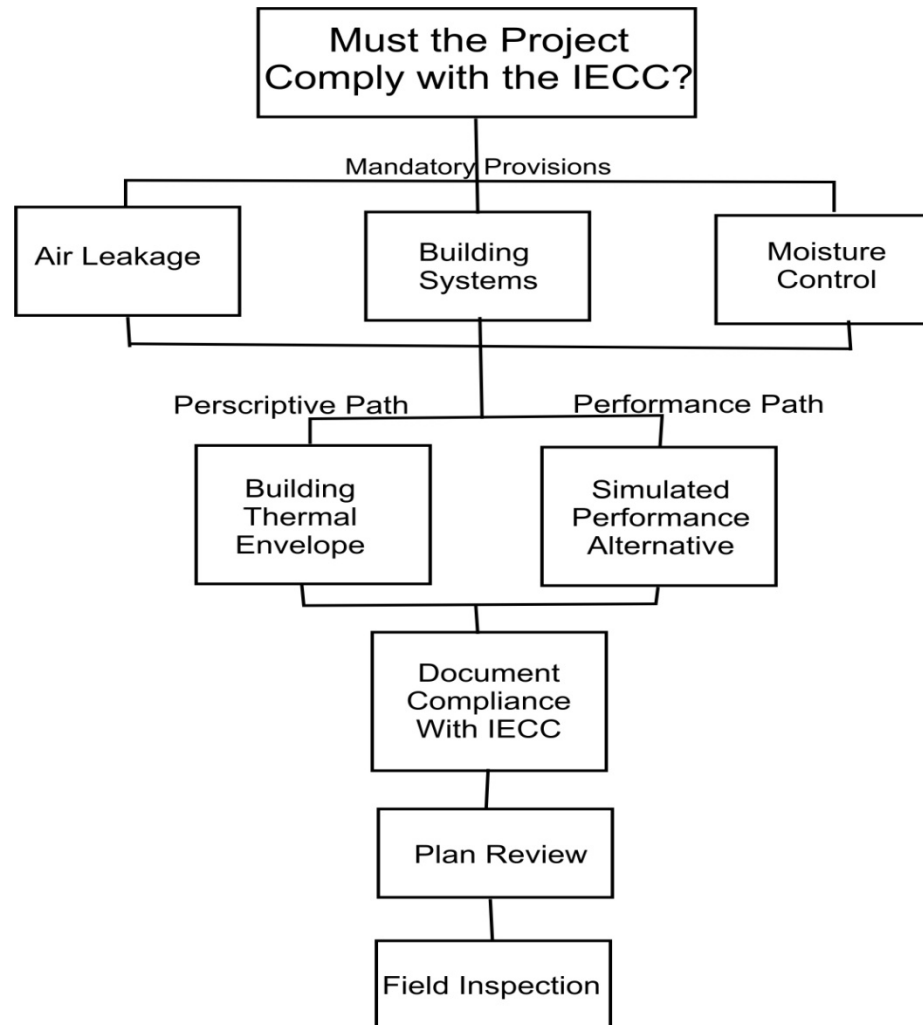 Must the Project
Comply with the IECC?
Mandatory Provisions
Air Leakage
Building
Systems
Moisture
Control
Perscriptive Path
Performance Path
Building
Thermal
Envelope
Simulated
Performance
Alternative
Document
Compliance
With IECC
Plan Review
Field Inspection